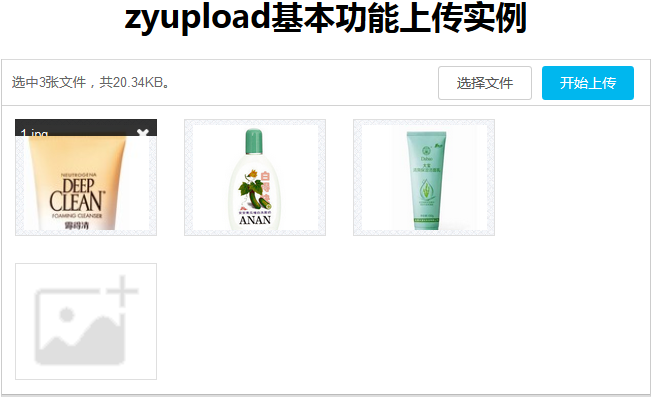 zyupload基本功能上传实例
选中3张文件，共20.34KB。
选择文件
开始上传
1.jpg
NEUTROGENA
DEEP
CLEAN
FOAMING CLEANSER
露得清
ANAN